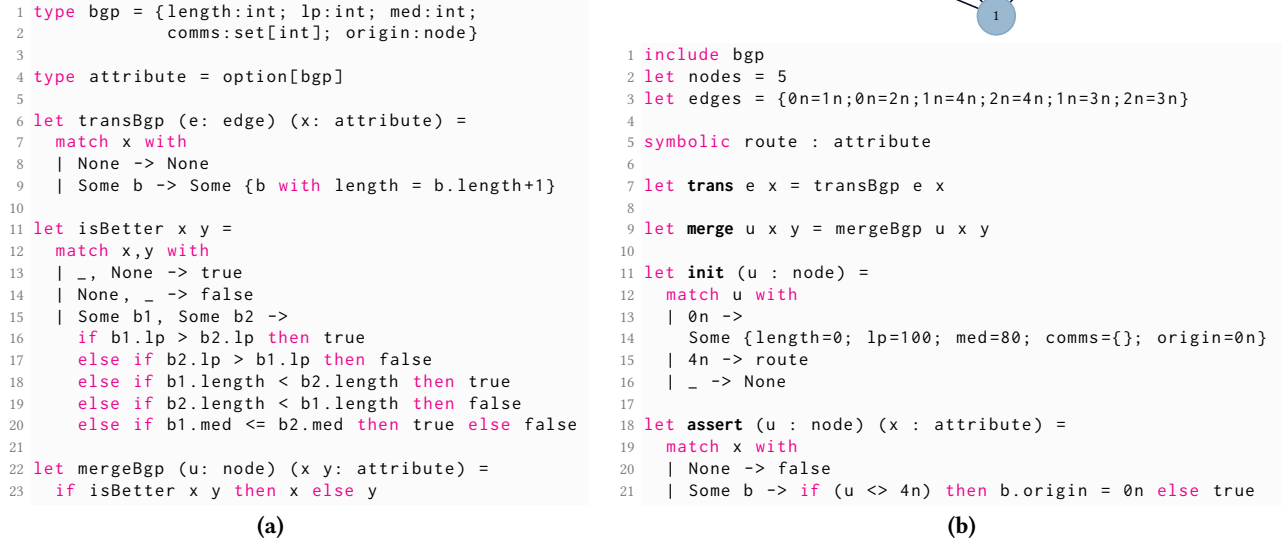 1 type bgp = {length:int; lp:int; med:int;
2             comms:set[int]; origin:node}
3
4 type attribute = option[bgp]
5
6 let transBgp (e: edge) (x: attribute) =
7   match x with
8   | None -> None
9   | Some b -> Some {b with length = b.length+1}
10
11 let isBetter x y =
12   match x,y with
13   | _, None -> true
14   | None, _ -> false
15   | Some b1, Some b2 ->
16     if b1.lp > b2.lp then true
17     else if b2.lp > b1.lp then false
18     else if b1.length < b2.length then true
19     else if b2.length < b1.length then false
20     else if b1.med <= b2.med then true else false
21
22 let mergeBgp (u: node) (x y: attribute) =
23   if isBetter x y then x else y
(a)
1
1 include bgp
2 let nodes = 5
3 let edges = {0n=1n;0n=2n;1n=4n;2n=4n;1n=3n;2n=3n}
4
5 symbolic route : attribute
6
7 let trans e x = transBgp e x
8
9 let merge u x y = mergeBgp u x y
10
11 let init (u : node) =
12   match u with
13   | 0n ->
14     Some {length=0; lp=100; med=80; comms={}; origin=0n}
15   | 4n -> route
16   | _ -> None
17
18 let assert (u : node) (x : attribute) =
19   match x with
20   | None -> false
21   | Some b -> if (u <> 4n) then b.origin = 0n else true
(b)